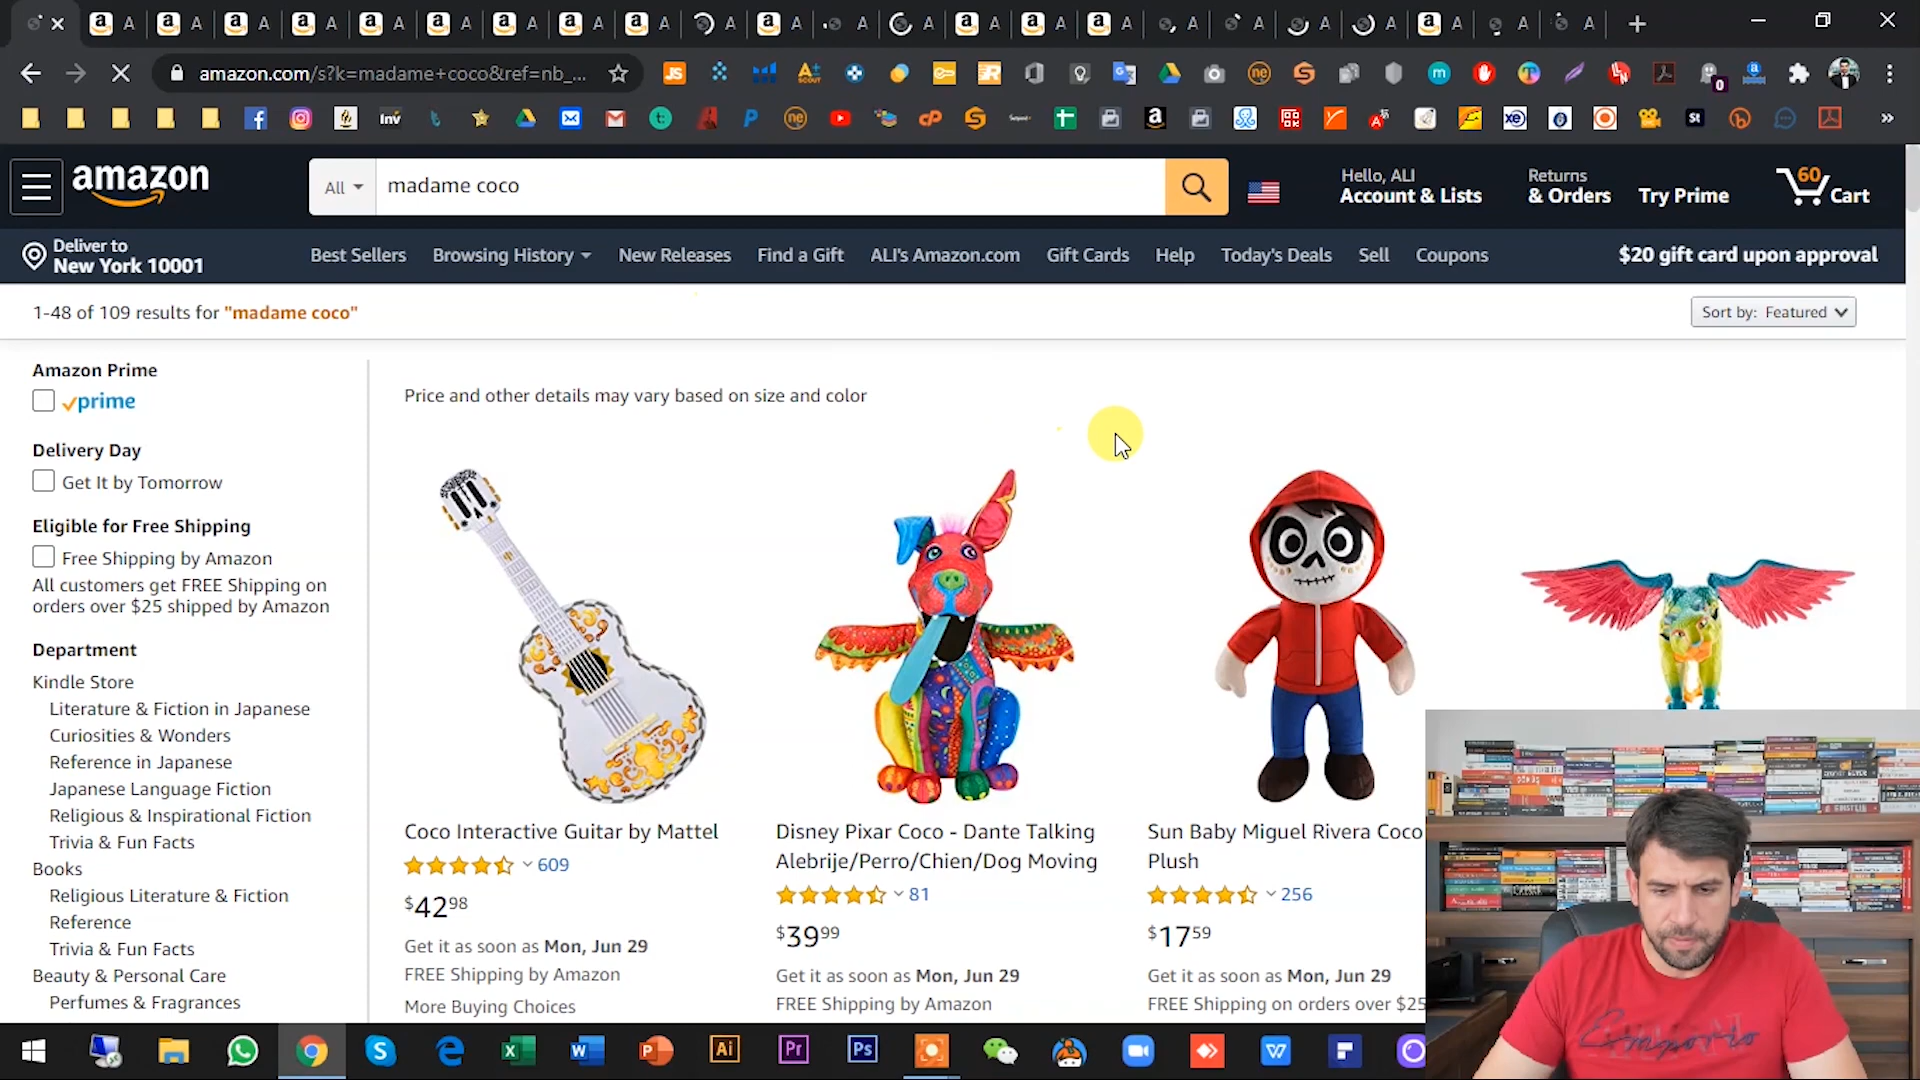 amazon.com/s?k=madame+coco&ref=nb_...
amazon
All
madame coco
Hello, ALI
Account & Lists
Returns
& Orders
Try Prime
60
Cart
Deliver to
New York 10001
Best Sellers
Browsing History
New Releases
Find a Gift
ALI's Amazon.com
Gift Cards
Help
Today's Deals
Sell
Coupons
$20 gift card upon approval
1-48 of 109 results for "madame coco"
Sort by: Featured
Amazon Prime
prime
Delivery Day
Get It by Tomorrow
Eligible for Free Shipping
Free Shipping by Amazon
All customers get FREE Shipping on
orders over $25 shipped by Amazon
Department
Kindle Store
Literature & Fiction in Japanese
Curiosities & Wonders
Reference in Japanese
Japanese Language Fiction
Religious & Inspirational Fiction
Trivia & Fun Facts
Books
Religious Literature & Fiction
Reference
Trivia & Fun Facts
Beauty & Personal Care
Perfumes & Fragrances
Price and other details may vary based on size and color
Coco Interactive Guitar by Mattel
609
$42 98
Get it as soon as Mon, Jun 29
FREE Shipping by Amazon
More Buying Choices
Disney Pixar Coco - Dante Talking
Alebrije/Perro/Chien/Dog Moving
81
$39 99
Get it as soon as Mon, Jun 29
FREE Shipping by Amazon
Sun Baby Miguel Rivera Coco
Plush
256
$17 59
Get it as soon as Mon, Jun 29
FREE Shipping on orders over $25